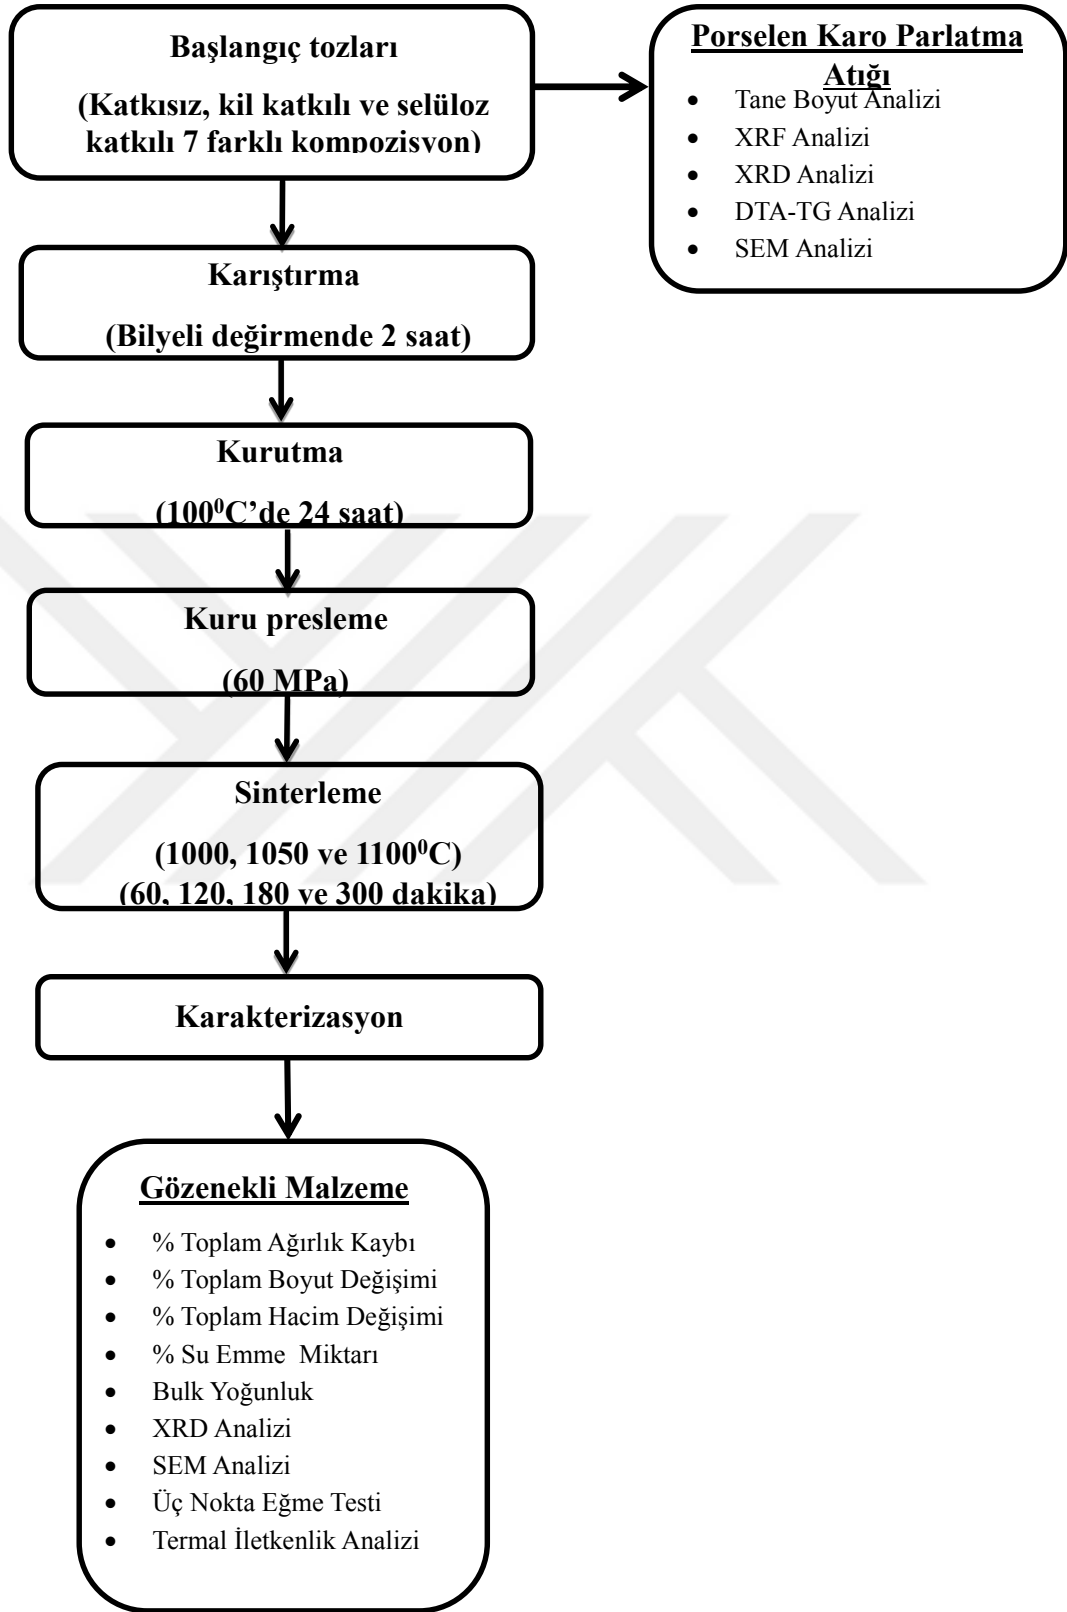 Başlangıç tozları
(Katkısız, kil katkılı ve selüloz
katkılı 7 farklı kompozisyon)
Porselen Karo Parlatma
Atığı
• Tane Boyut Analizi
• XRF Analizi
• XRD Analizi
• DTA-TG Analizi
• SEM Analizi
Karıştırma
(Bilyeli değirmende 2 saat)
Kurutma
(100⁰C’de 24 saat)
Kuru presleme
(60 MPa)
Sinterleme
(1000, 1050 ve 1100⁰C)
(60, 120, 180 ve 300 dakika)
Karakterizasyon
Gözenekli Malzeme
• % Toplam Ağırlık Kaybı
• % Toplam Boyut Değişimi
• % Toplam Hacim Değişimi
• % Su Emme Miktarı
• Bulk Yoğunluk
• XRD Analizi
• SEM Analizi
• Üç Nokta Eğme Testi
• Termal İletkenlik Analizi